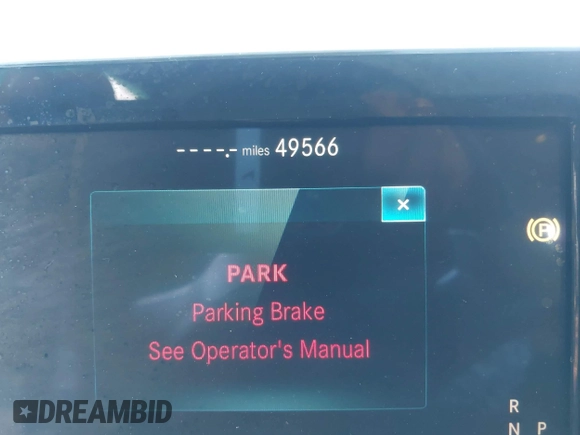 ----.- miles 49566
×
PARK
(P)
Parking Brake
See Operator's Manual
R
N P
DREAMBID